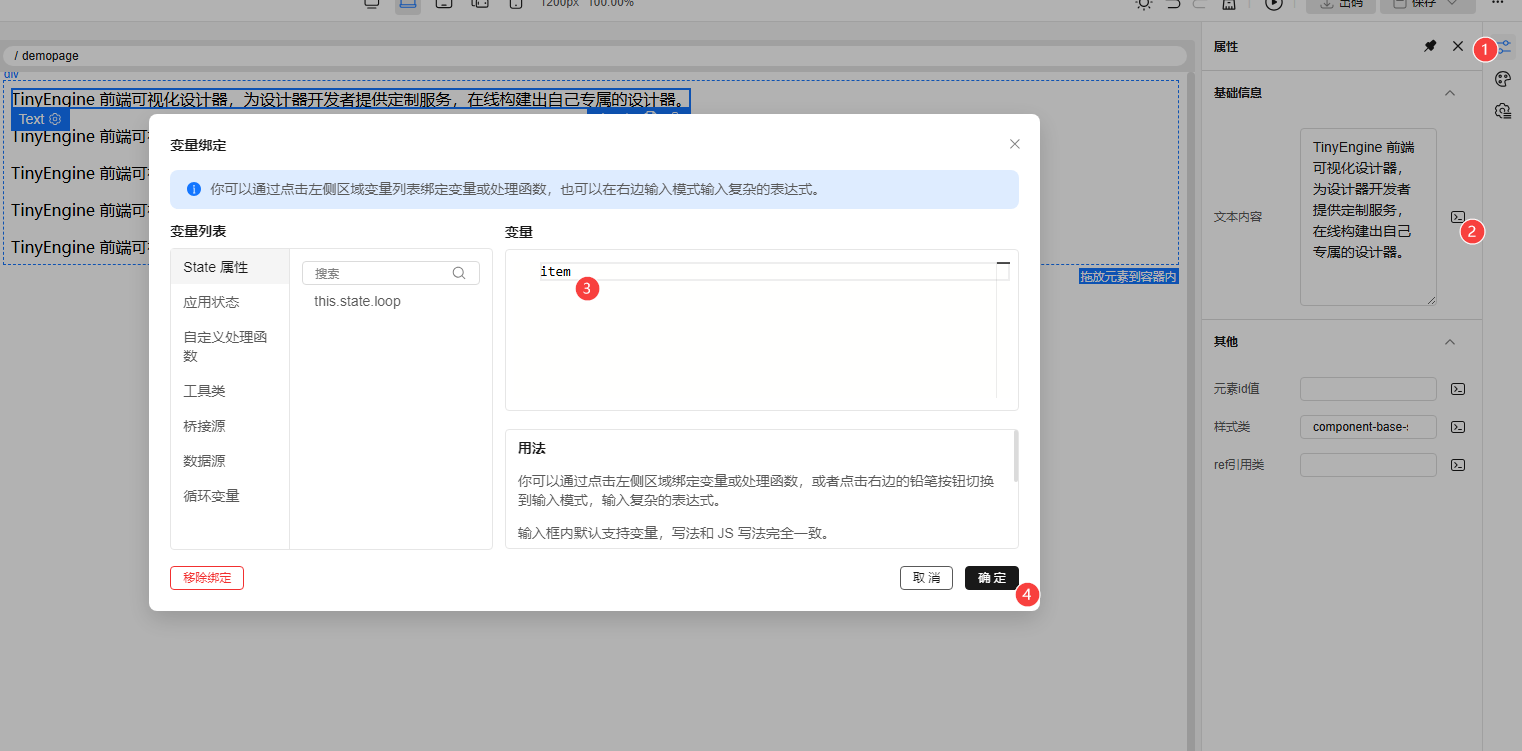 1200px 100.00%
出码
保存
/ demopage
div
TinyEngine 前端可视化设计器，为设计器开发者提供定制服务，在线构建出自己专属的设计器。
Text
TinyEngine 前端可
TinyEngine 前端可
TinyEngine 前端可
TinyEngine 前端可
拖放元素到容器内
变量绑定
你可以通过点击左侧区域变量列表绑定变量或处理函数，也可以在右边输入模式输入复杂的表达式。
变量列表
State 属性
应用状态
自定义处理函
数
工具类
桥接源
数据源
循环变量
搜索
this.state.loop
变量
item
3
用法
你可以通过点击左侧区域绑定变量或处理函数，或者点击右边的铅笔按钮切换
到输入模式，输入复杂的表达式。
输入框内默认支持变量，写法和 JS 写法完全一致。
移除绑定
取消
确定
4
属性
1
基础信息
文本内容
TinyEngine 前端
可视化设计器，
为设计器开发者
提供定制服务，
在线构建出自己
专属的设计器。
2
其他
元素id值
样式类
component-base-s
ref引用类